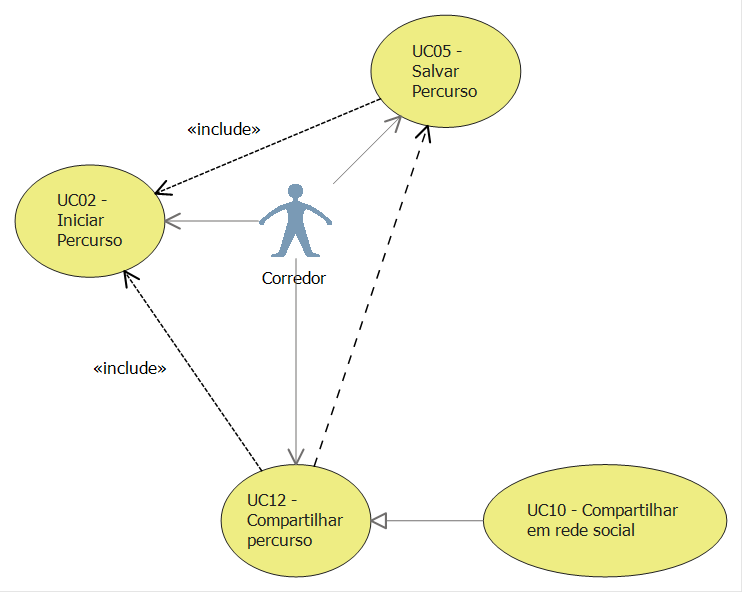 UC05 -
Salvar
Percurso
«include»
UC02 -
Iniciar
Percurso
Corredor
«include»
UC12 -
Compartilhar
percurso
UC10 - Compartilhar
em rede social